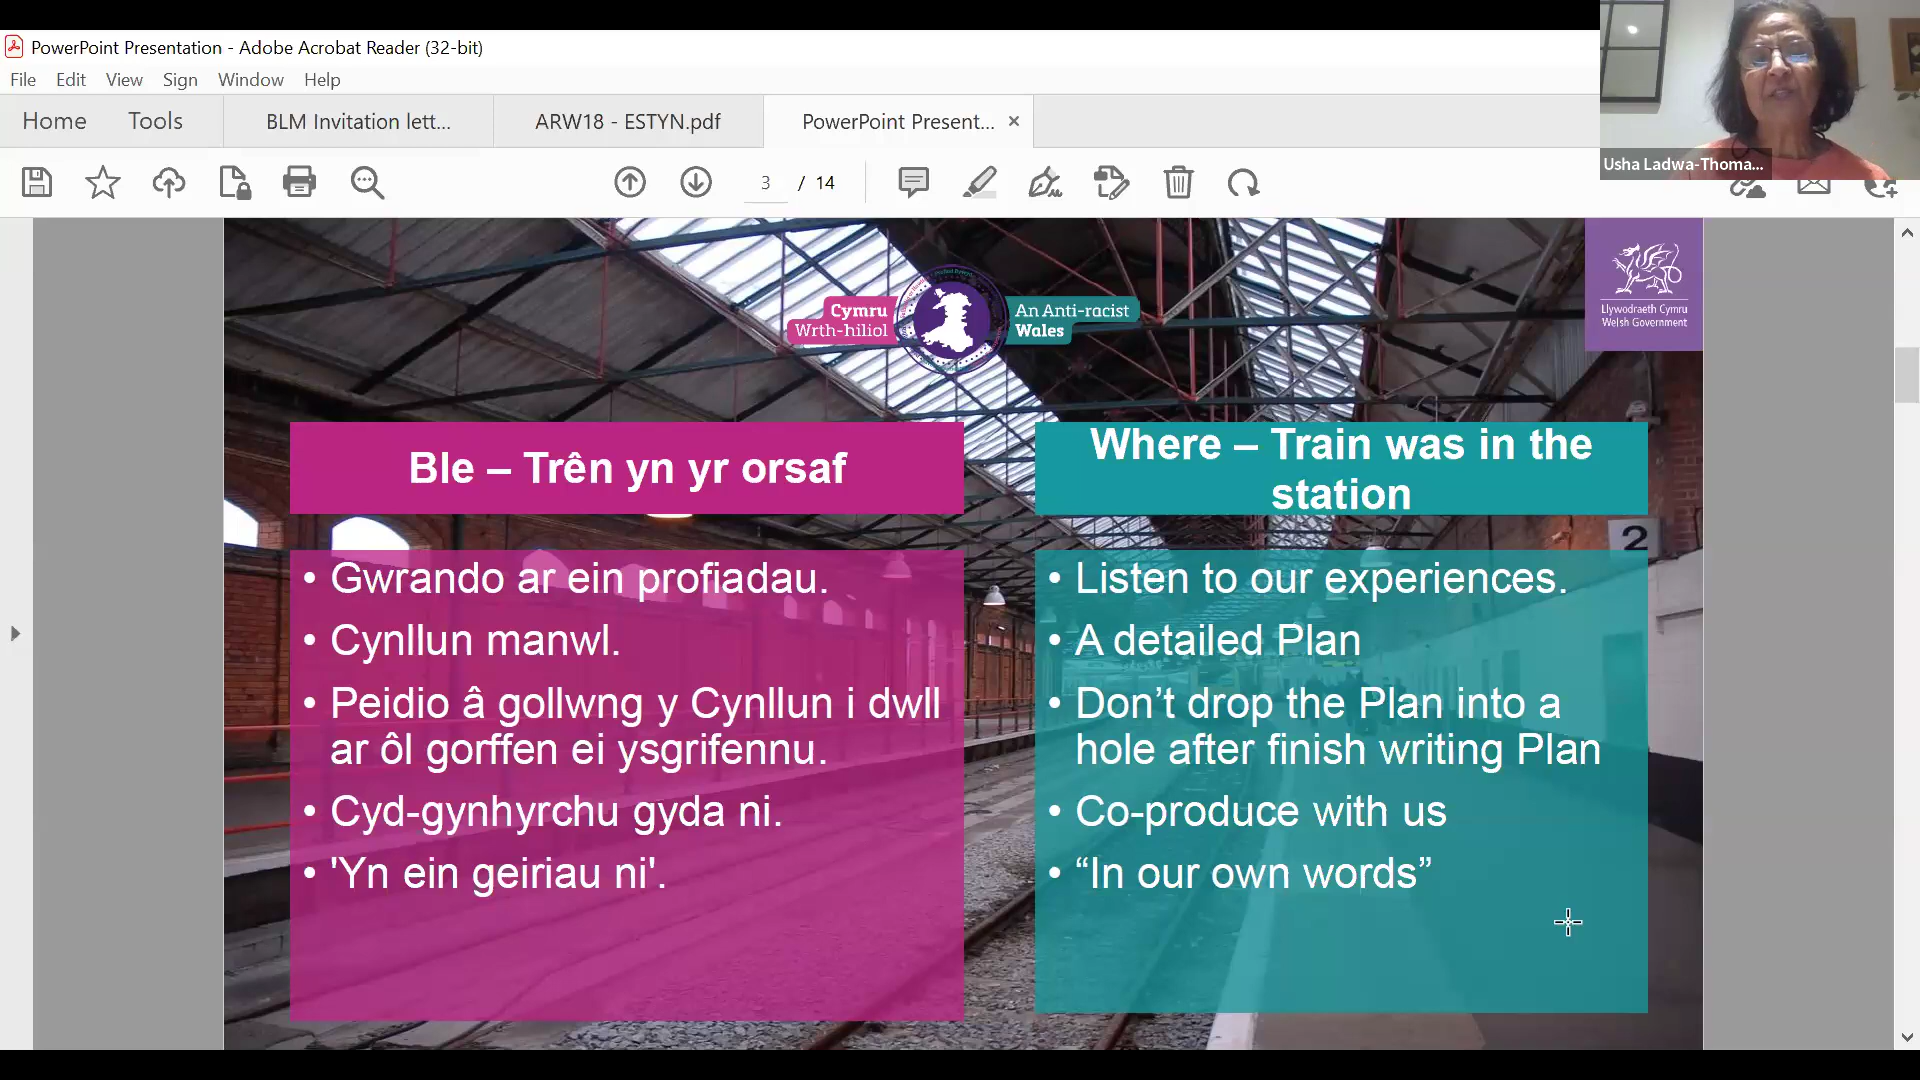 PowerPoint Presentation - Adobe Acrobat Reader (32-bit)
File Edit View Sign Window Help
Home Tools BLM Invitation lett... ARW18 - ESTYN.pdf PowerPoint Present... ×
3 / 14
Usha Ladwa-Thoma...
Cymru
Wrth-hiliol
An Anti-racist
Wales
Llywodraeth Cymru
Welsh Government
2
Ble – Trên yn yr orsaf
• Gwrando ar ein profiadau.
• Cynllun manwl.
• Peidio â gollwng y Cynllun i dwll
ar ôl gorffen ei ysgrifennu.
• Cyd-gynhyrchu gyda ni.
• 'Yn ein geiriau ni'.
Where – Train was in the
station
• Listen to our experiences.
• A detailed Plan
• Don’t drop the Plan into a
hole after finish writing Plan
• Co-produce with us
• “In our own words”